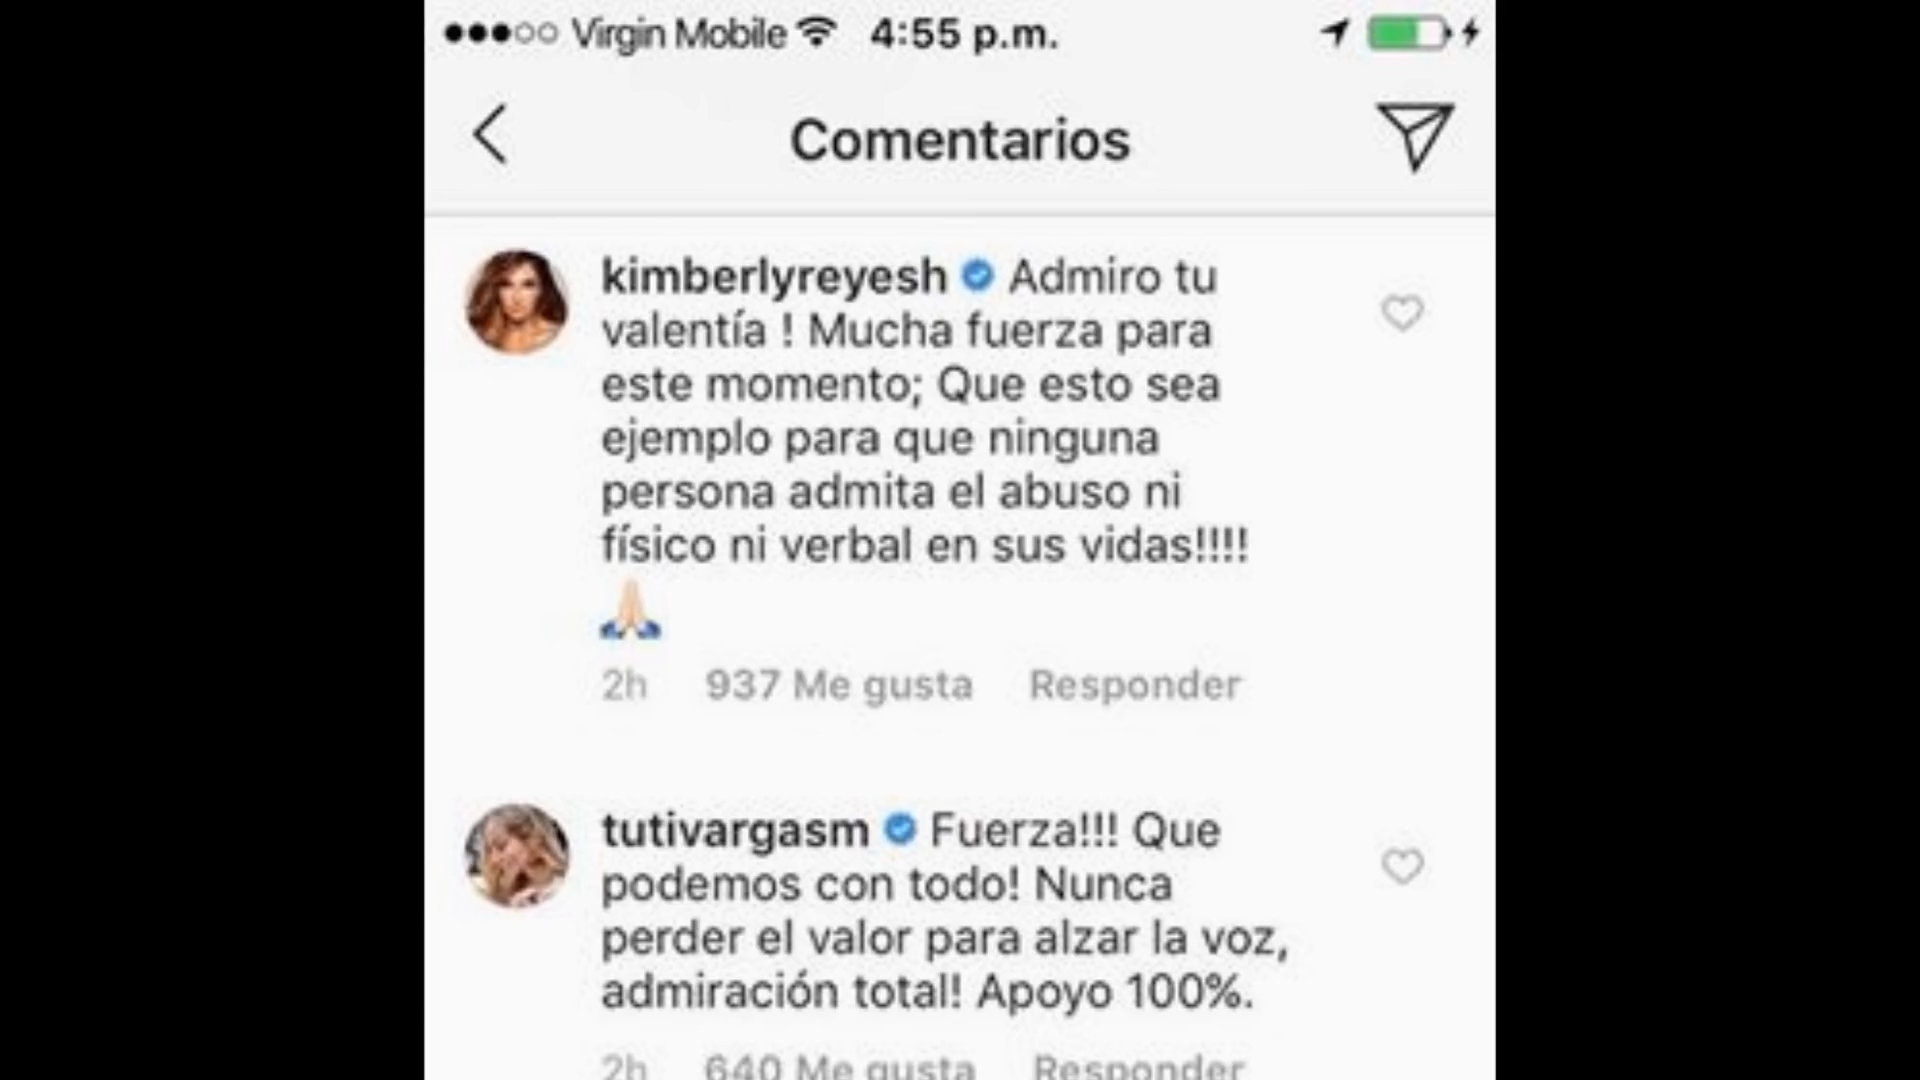 Virgin Mobile 4:55 p.m.
Comentarios
kimberlyreyesh Admiro tu
valentía ! Mucha fuerza para
este momento; Que esto sea
ejemplo para que ninguna
persona admita el abuso ni
físico ni verbal en sus vidas!!!!
🙏🏻
2h 937 Me gusta Responder
tutivargasm Fuerza!!! Que
podemos con todo! Nunca
perder el valor para alzar la voz,
admiración total! Apoyo 100%.
2h 640 Me gusta Responder